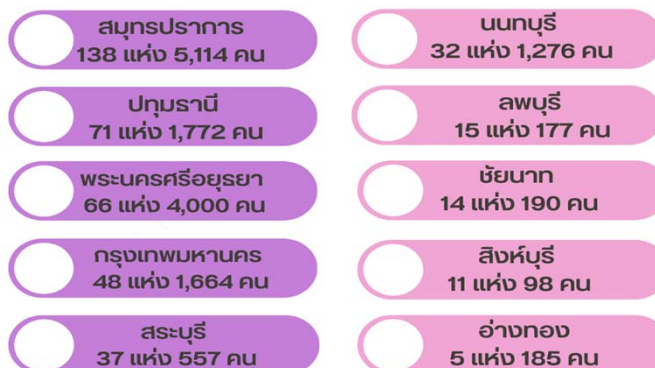 สมุทรปราการ
138 แห่ง 5,114 คน
ปทุมธานี
71 แห่ง 1,772 คน
พระนครศรีอยุธยา
66 แห่ง 4,000 คน
กรุงเทพมหานคร
48 แห่ง 1,664 คน
สระบุรี
37 แห่ง 557 คน
นนทบุรี
32 แห่ง 1,276 คน
ลพบุรี
15 แห่ง 177 คน
ชัยนาท
14 แห่ง 190 คน
สิงห์บุรี
11 แห่ง 98 คน
อ่างทอง
5 แห่ง 185 คน